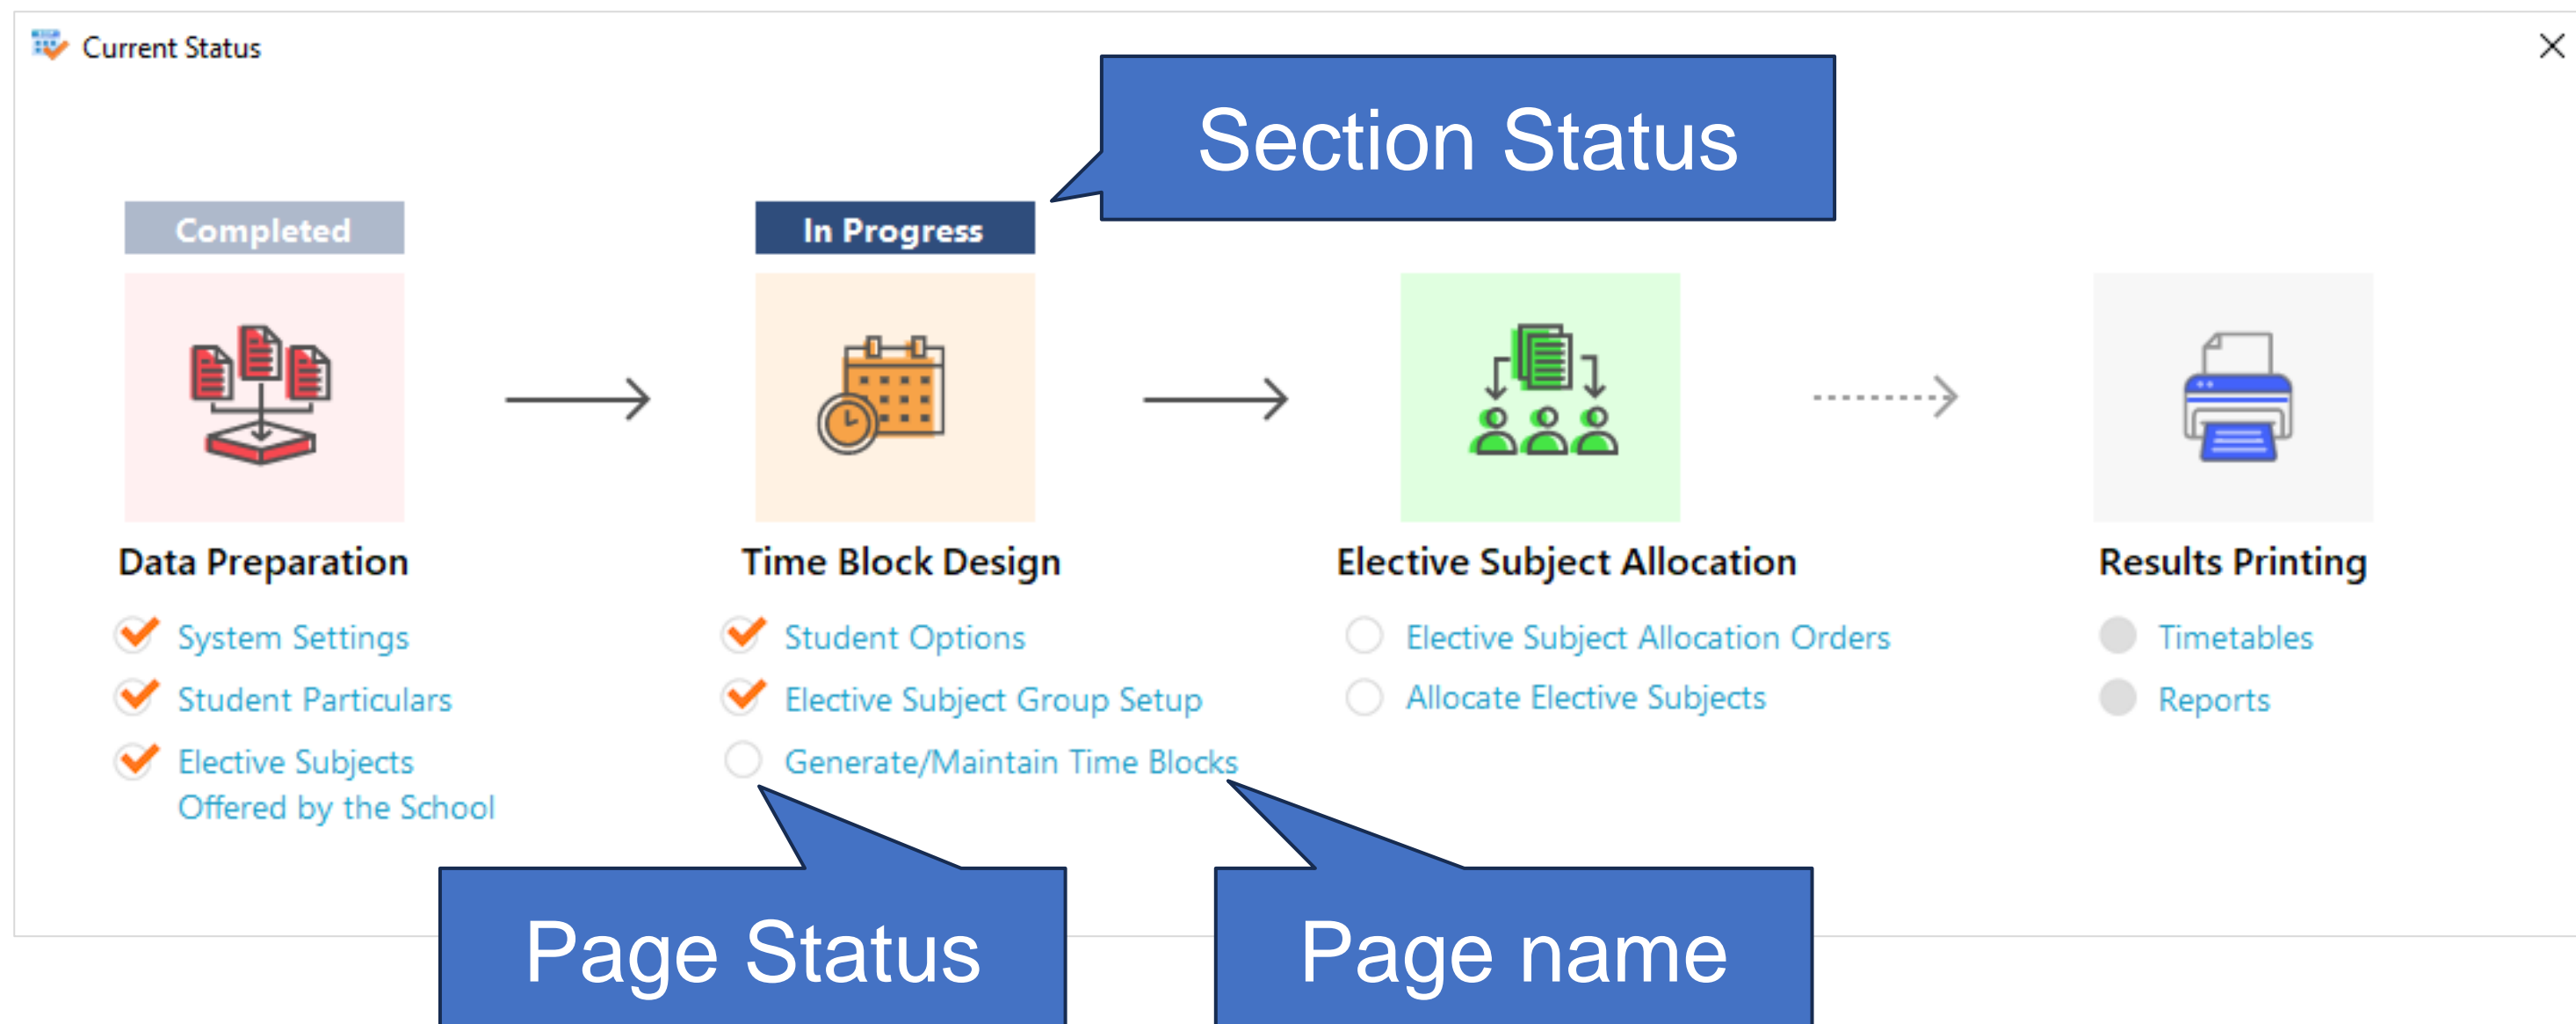 Current Status
Section Status
Completed
In Progress
Data Preparation
System Settings
Student Particulars
Elective Subjects
Offered by the School
Time Block Design
Student Options
Elective Subject Group Setup
Generate/Maintain Time Blocks
Elective Subject Allocation
Elective Subject Allocation Orders
Allocate Elective Subjects
Results Printing
Timetables
Reports
Page Status
Page name